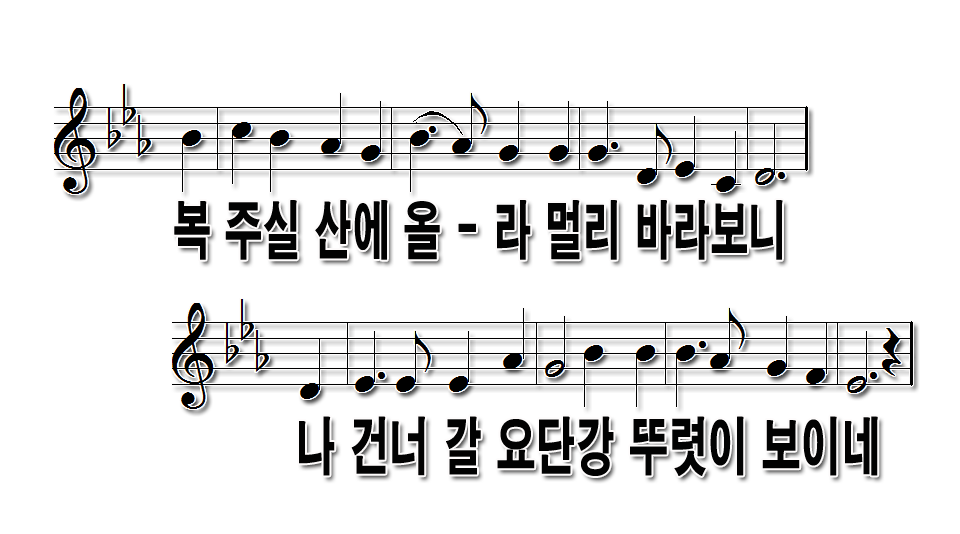 복 주실 산에 올 - 라 멀리 바라보니
나 건너 갈 요단강 뚜렷이 보이네